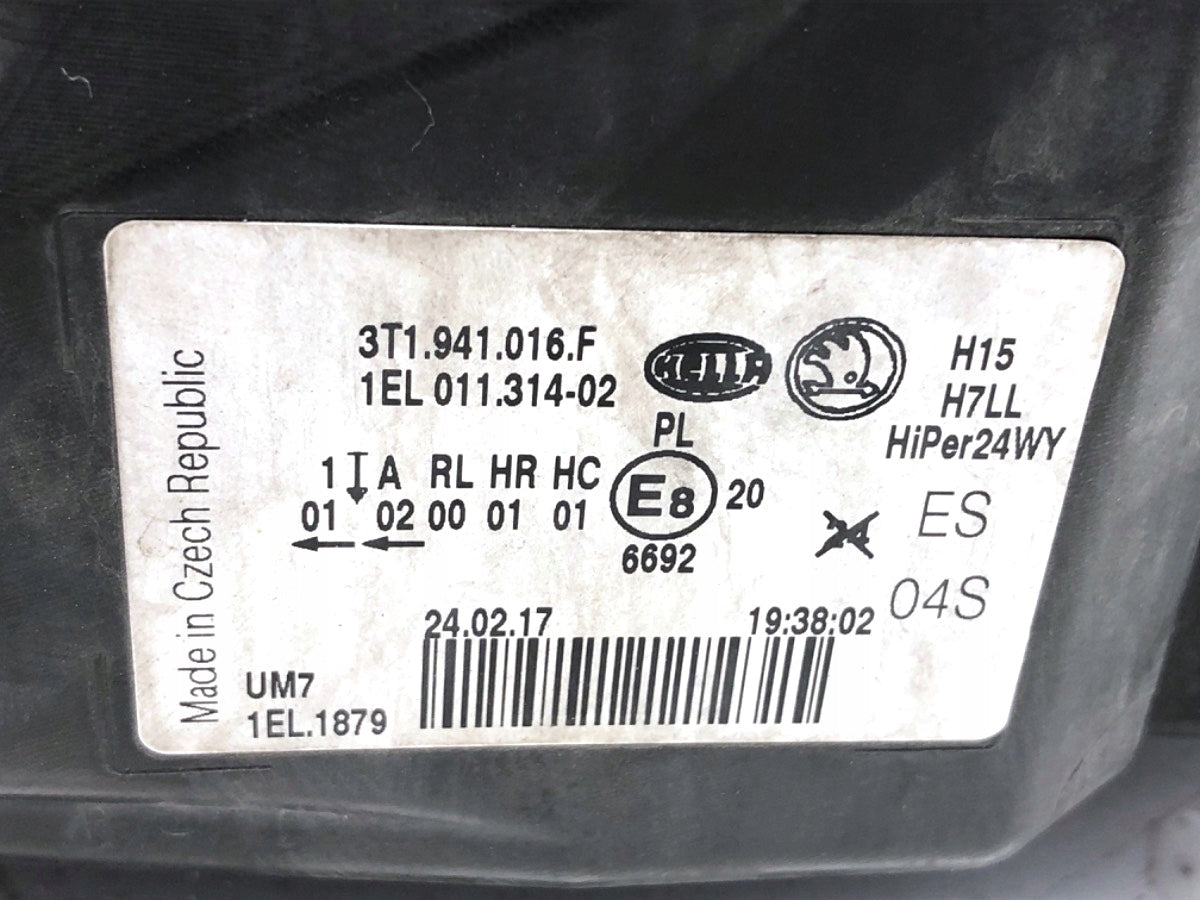 Made in Czech Republic
3T1.941.016.F
1EL 011.314-02
HELLA
H15
H7LL
HiPer24WY
PL
1 A RL HR HC
01 02 00 01 01
E8
20
6692
24
ES
04S
24.02.17 19:38:02
UM7
1EL.1879